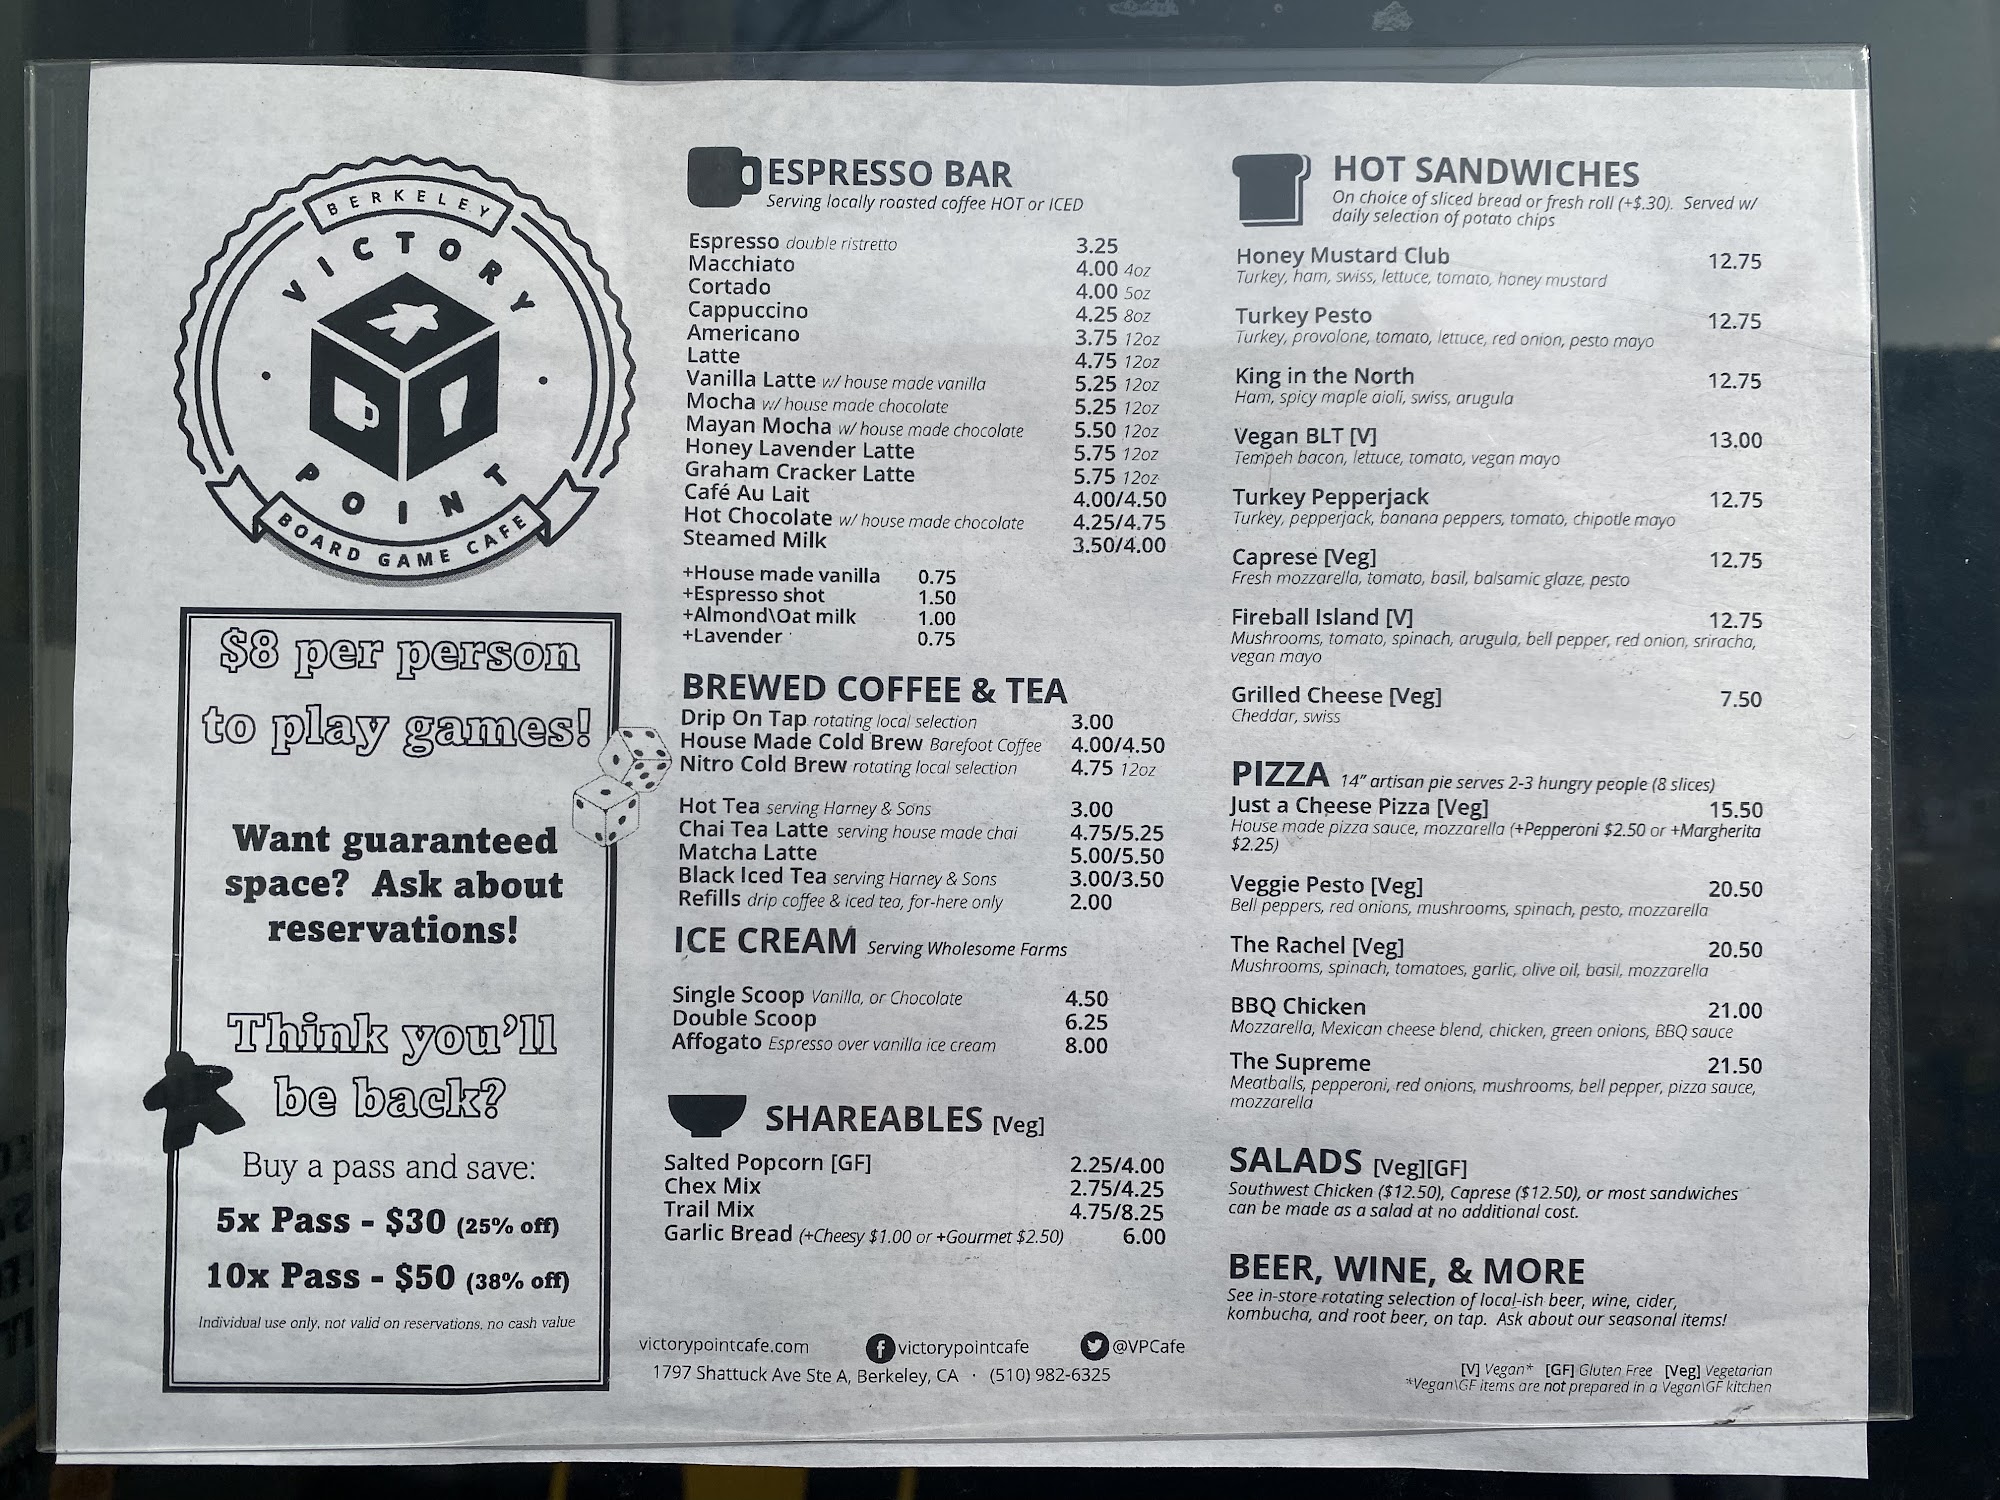 BERKELEY
VICTORY
POINT
BOARD GAME CAFE
$8 per person
to play games!
Want guaranteed
space? Ask about
reservations!
Think you'll
be back?
Buy a pass and save:
5x Pass - $30 (25% off)
10x Pass - $50 (38% off)
Individual use only, not valid on reservations, no cash value
ESPRESSO BAR
Serving locally roasted coffee HOT or ICED
Espresso double ristretto 3.25
Macchiato 4.00 4oz
Cortado 4.00 5oz
Cappuccino 4.25 8oz
Americano 3.75 12oz
Latte 4.75 12oz
Vanilla Latte w/ house made vanilla 5.25 12oz
Mocha w/ house made chocolate 5.25 12oz
Mayan Mocha w/ house made chocolate 5.50 12oz
Honey Lavender Latte 5.75 12oz
Graham Cracker Latte 5.75 12oz
Café Au Lait 4.00/4.50
Hot Chocolate w/ house made chocolate 4.25/4.75
Steamed Milk 3.50/4.00
+House made vanilla 0.75
+Espresso shot 1.50
+Almond\Oat milk 1.00
+Lavender 0.75
BREWED COFFEE & TEA
Drip On Tap rotating local selection 3.00
House Made Cold Brew Barefoot Coffee 4.00/4.50
Nitro Cold Brew rotating local selection 4.75 12oz
Hot Tea serving Harney & Sons 3.00
Chai Tea Latte serving house made chai 4.75/5.25
Matcha Latte 5.00/5.50
Black Iced Tea serving Harney & Sons 3.00/3.50
Refills drip coffee & iced tea, for-here only 2.00
ICE CREAM Serving Wholesome Farms
Single Scoop Vanilla, or Chocolate 4.50
Double Scoop 6.25
Affogato Espresso over vanilla ice cream 8.00
SHAREABLES [Veg]
Salted Popcorn [GF] 2.25/4.00
Chex Mix 2.75/4.25
Trail Mix 4.75/8.25
Garlic Bread (+Cheesy $1.00 or +Gourmet $2.50) 6.00
victorypointcafe.com f victorypointcafe @VPCafe
1797 Shattuck Ave Ste A, Berkeley, CA · (510) 982-6325
HOT SANDWICHES
On choice of sliced bread or fresh roll (+$.30). Served w/
daily selection of potato chips
Honey Mustard Club 12.75
Turkey, ham, swiss, lettuce, tomato, honey mustard
Turkey Pesto 12.75
Turkey, provolone, tomato, lettuce, red onion, pesto mayo
King in the North 12.75
Ham, spicy maple aioli, swiss, arugula
Vegan BLT [V] 13.00
Tempeh bacon, lettuce, tomato, vegan mayo
Turkey Pepperjack 12.75
Turkey, pepperjack, banana peppers, tomato, chipotle mayo
Caprese [Veg] 12.75
Fresh mozzarella, tomato, basil, balsamic glaze, pesto
Fireball Island [V] 12.75
Mushrooms, tomato, spinach, arugula, bell pepper, red onion, sriracha,
vegan mayo
Grilled Cheese [Veg] 7.50
Cheddar, swiss
PIZZA 14" artisan pie serves 2-3 hungry people (8 slices)
Just a Cheese Pizza [Veg] 15.50
House made pizza sauce, mozzarella (+Pepperoni $2.50 or +Margherita
$2.25)
Veggie Pesto [Veg] 20.50
Bell peppers, red onions, mushrooms, spinach, pesto, mozzarella
The Rachel [Veg] 20.50
Mushrooms, spinach, tomatoes, garlic, olive oil, basil, mozzarella
BBQ Chicken 21.00
Mozzarella, Mexican cheese blend, chicken, green onions, BBQ sauce
The Supreme 21.50
Meatballs, pepperoni, red onions, mushrooms, bell pepper, pizza sauce,
mozzarella
SALADS [Veg][GF]
Southwest Chicken ($12.50), Caprese ($12.50), or most sandwiches
can be made as a salad at no additional cost.
BEER, WINE, & MORE
See in-store rotating selection of local-ish beer, wine, cider,
kombucha, and root beer, on tap. Ask about our seasonal items!
[V] Vegan* [GF] Gluten Free [Veg] Vegetarian
*Vegan\GF items are not prepared in a Vegan\GF kitchen